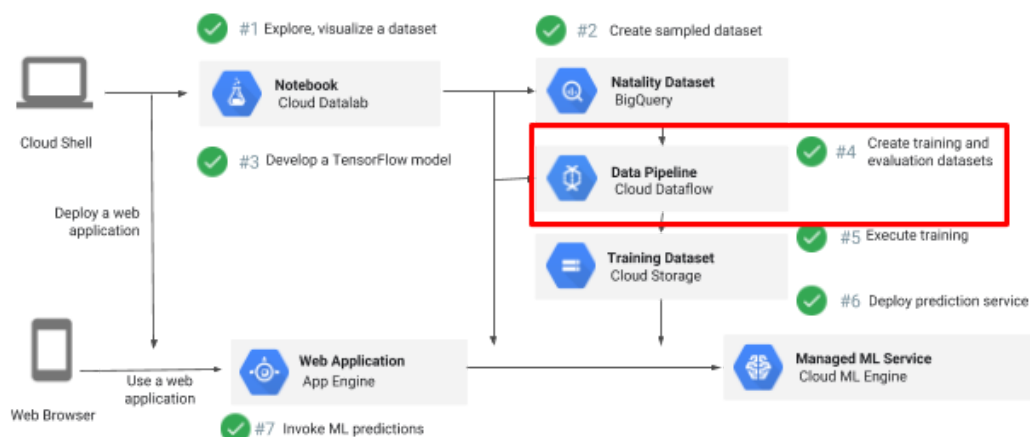 #1 Explore, visualize a dataset
#2 Create sampled dataset
Notebook
Cloud Datalab
Natality Dataset
BigQuery
Cloud Shell
#3 Develop a TensorFlow model
Data Pipeline
Cloud Dataflow
#4 Create training and
evaluation datasets
Deploy a web
application
#5 Execute training
Training Dataset
Cloud Storage
#6 Deploy prediction service
Web Application
App Engine
Managed ML Service
Cloud ML Engine
Use a web
application
Web Browser
#7 Invoke ML predictions